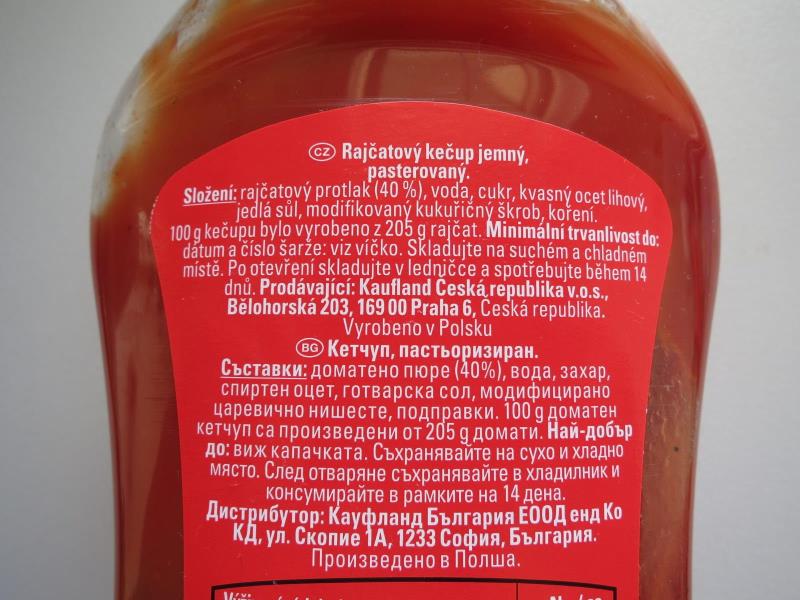 CZ Rajčatový kečup jemný,
pasterovaný.
Složení: rajčatový protlak (40 %), voda, cukr, kvasný ocet lihový,
jedlá sůl, modifikovaný kukuřičný škrob, koření.
100 g kečupu bylo vyrobeno z 205 g rajčat. Minimální trvanlivost do:
datum a číslo šarže: viz víčko. Skladujte na suchém a chladném
místě. Po otevření skladujte v ledničce a spotřebujte během 14
dnů. Prodávající: Kaufland Česká republika v.o.s.,
Bělohorská 203, 169 00 Praha 6, Česká republika.
Vyrobeno v Polsku
BG Кетчуп, пастьоризиран.
Съставки: доматено пюре (40%), вода, захар,
спиртен оцет, готварска сол, модифицирано
царевично нишесте, подправки. 100 g доматен
кетчуп са произведени от 205 g домати. Най-добър
до: виж капачката. Съхранявайте на сухо и хладно
място. След отваряне съхранявайте в хладилник и
консумирайте в рамките на 14 дена.
Дистрибутор: Кауфланд България ЕООД енд Ко
КД, ул. Скопие 1А, 1233 София, България.
Произведено в Полша.